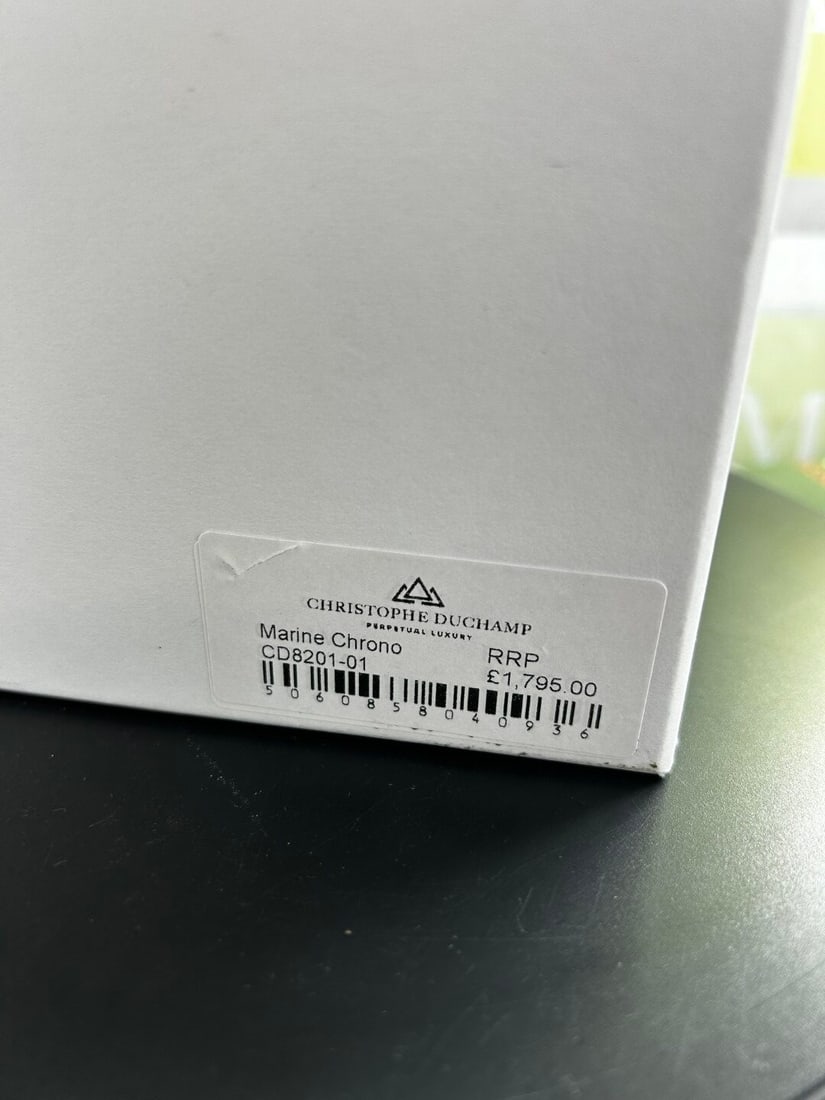 CHRISTOPHE DUCHAMP
PERPETUAL LUXURY
Marine Chrono
CD8201-01
RRP
£1,795.00
5060858040936